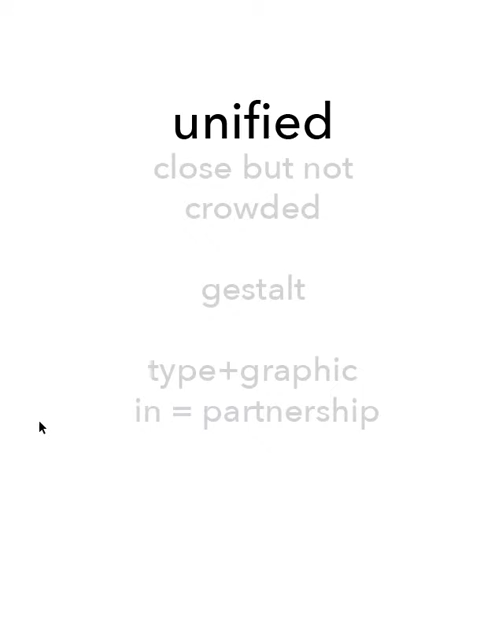 unified
close but not
crowded
gestalt
type+graphic
in = partnership